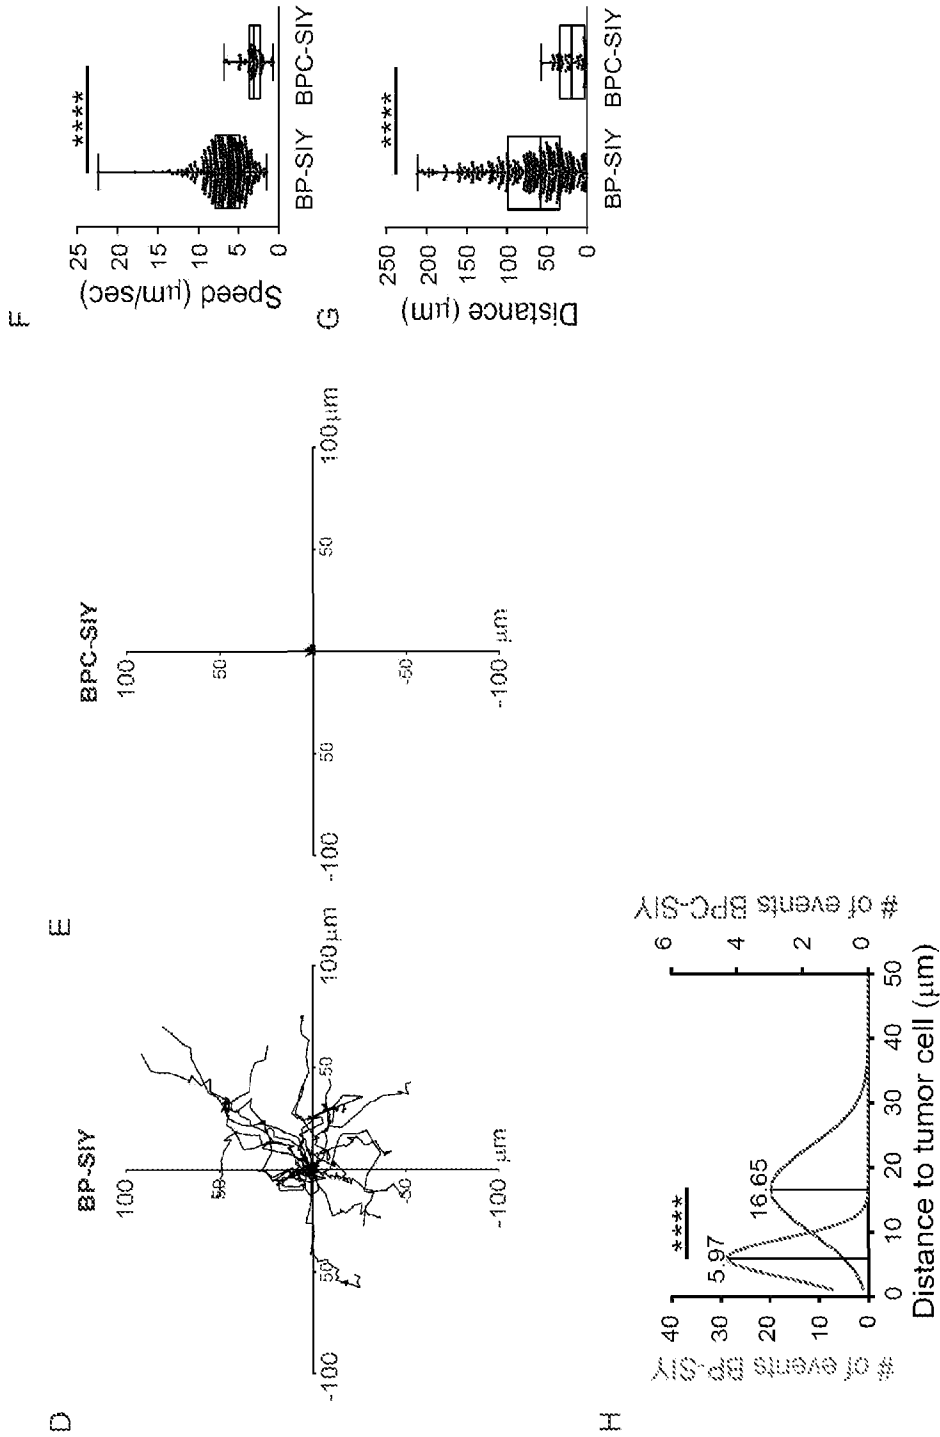 D
BP-SIY
100
50
-50
-100 μm
-100
50
50
100μm
E
BPC-SIY
100
50
-50
-100 μm
-100
50
50
100μm
F
Speed (μm/sec)
25
20
15
10
5
0
****
BP-SIY BPC-SIY
G
Distance (μm)
250
200
150
100
50
0
****
BP-SIY BPC-SIY
H
# of events BP-SIY
40
30
20
10
0
****
5.97
16.65
# of events BPC-SIY
6
4
2
0
0 10 20 30 40 50
Distance to tumor cell (μm)